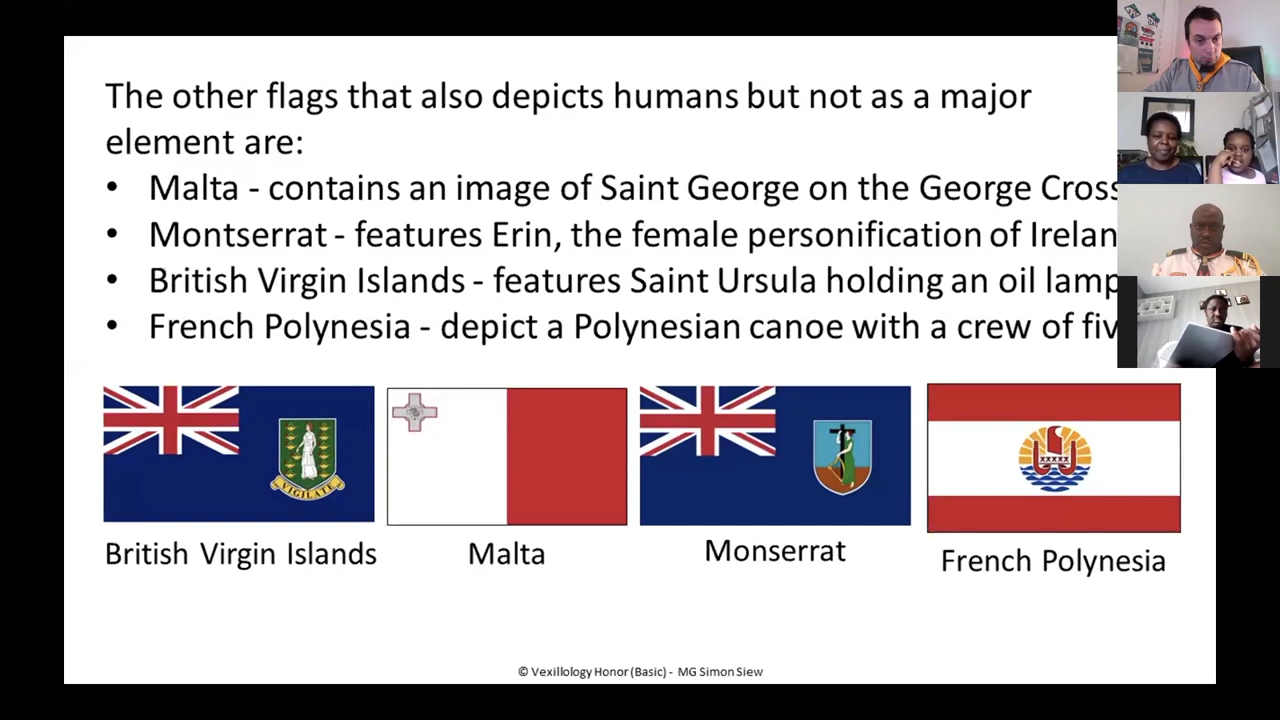 The other flags that also depicts humans but not as a major
element are:
• Malta - contains an image of Saint George on the George Cross
• Montserrat - features Erin, the female personification of
• British Virgin Islands - features Saint Ursula holding an oil lamp
• French Polynesia - depict a Polynesian canoe with a crew of
VIGILATE
British Virgin Islands
Malta
Monserrat
French Polynesia
© Vexillology Honor (Basic) - MG Simon Siew